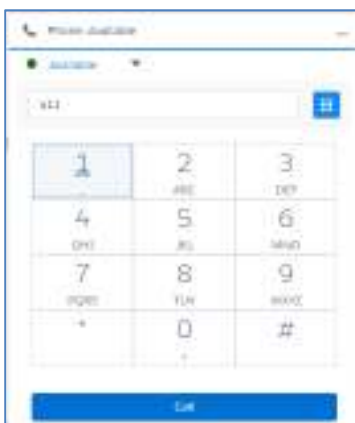 Phone Available
Available
1 2 3
ABC DEF
4 5 6
GHI JKL MNO
7 8 9
PQRS TUV WXYZ
* 0 #
+
Call